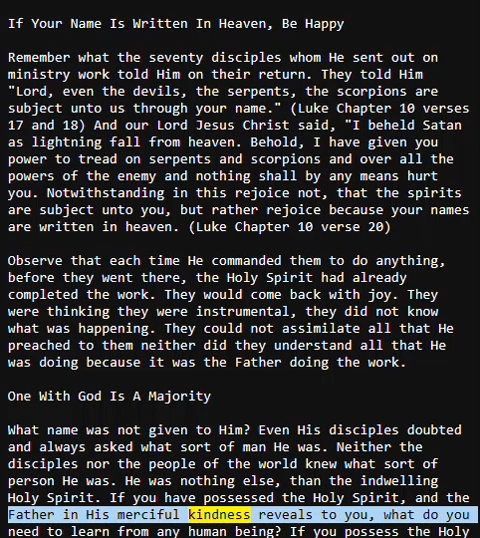 If Your Name Is Written In Heaven, Be Happy
Remember what the seventy disciples whom He sent out on
ministry work told Him on their return. They told Him
"Lord, even the devils, the serpents, the scorpions are
subject unto us through your name." (Luke Chapter 10 verses
17 and 18) And our Lord Jesus Christ said, "I beheld Satan
as lightning fall from heaven. Behold, I have given you
power to tread on serpents and scorpions and over all the
powers of the enemy and nothing shall by any means hurt
you. Notwithstanding in this rejoice not, that the spirits
are subject unto you, but rather rejoice because your names
are written in heaven. (Luke Chapter 10 verse 20)
Observe that each time He commanded them to do anything,
before they went there, the Holy Spirit had already
completed the work. They would come back with joy. They
were thinking they were instrumental, they did not know
what was happening. They could not assimilate all that He
preached to them neither did they understand all that He
was doing because it was the Father doing the work.
One With God Is A Majority
What name was not given to Him? Even His disciples doubted
and always asked what sort of man He was. Neither the
disciples nor the people of the world knew what sort of
person He was. He was nothing else, than the indwelling
Holy Spirit. If you have possessed the Holy Spirit, and the
Father in His merciful kindness reveals to you, what do you
need to learn from any human being? If you possess the Holy